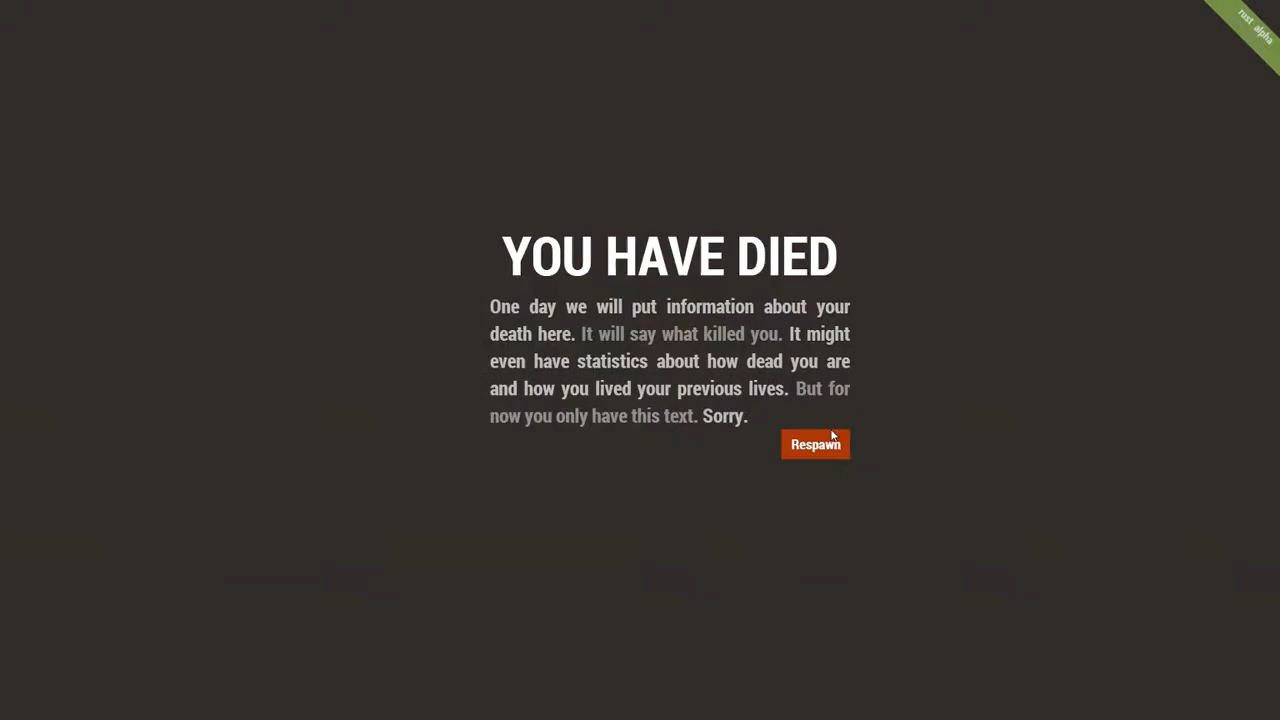 rust alpha
YOU HAVE DIED
One day we will put information about your
death here. It will say what killed you. It might
even have statistics about how dead you are
and how you lived your previous lives. But for
now you only have this text. Sorry.
Respawn